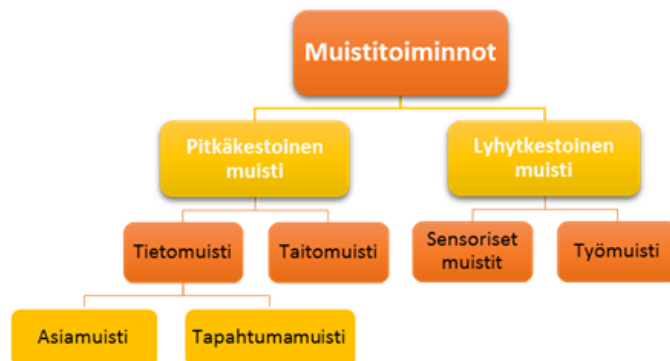 Muistitoiminnot
Pitkäkestoinen
muisti
Lyhytkestoinen
muisti
Tietomuisti
Taitomuisti
Sensoriset
muistit
Työmuisti
Asiamuisti
Tapahtumamuisti